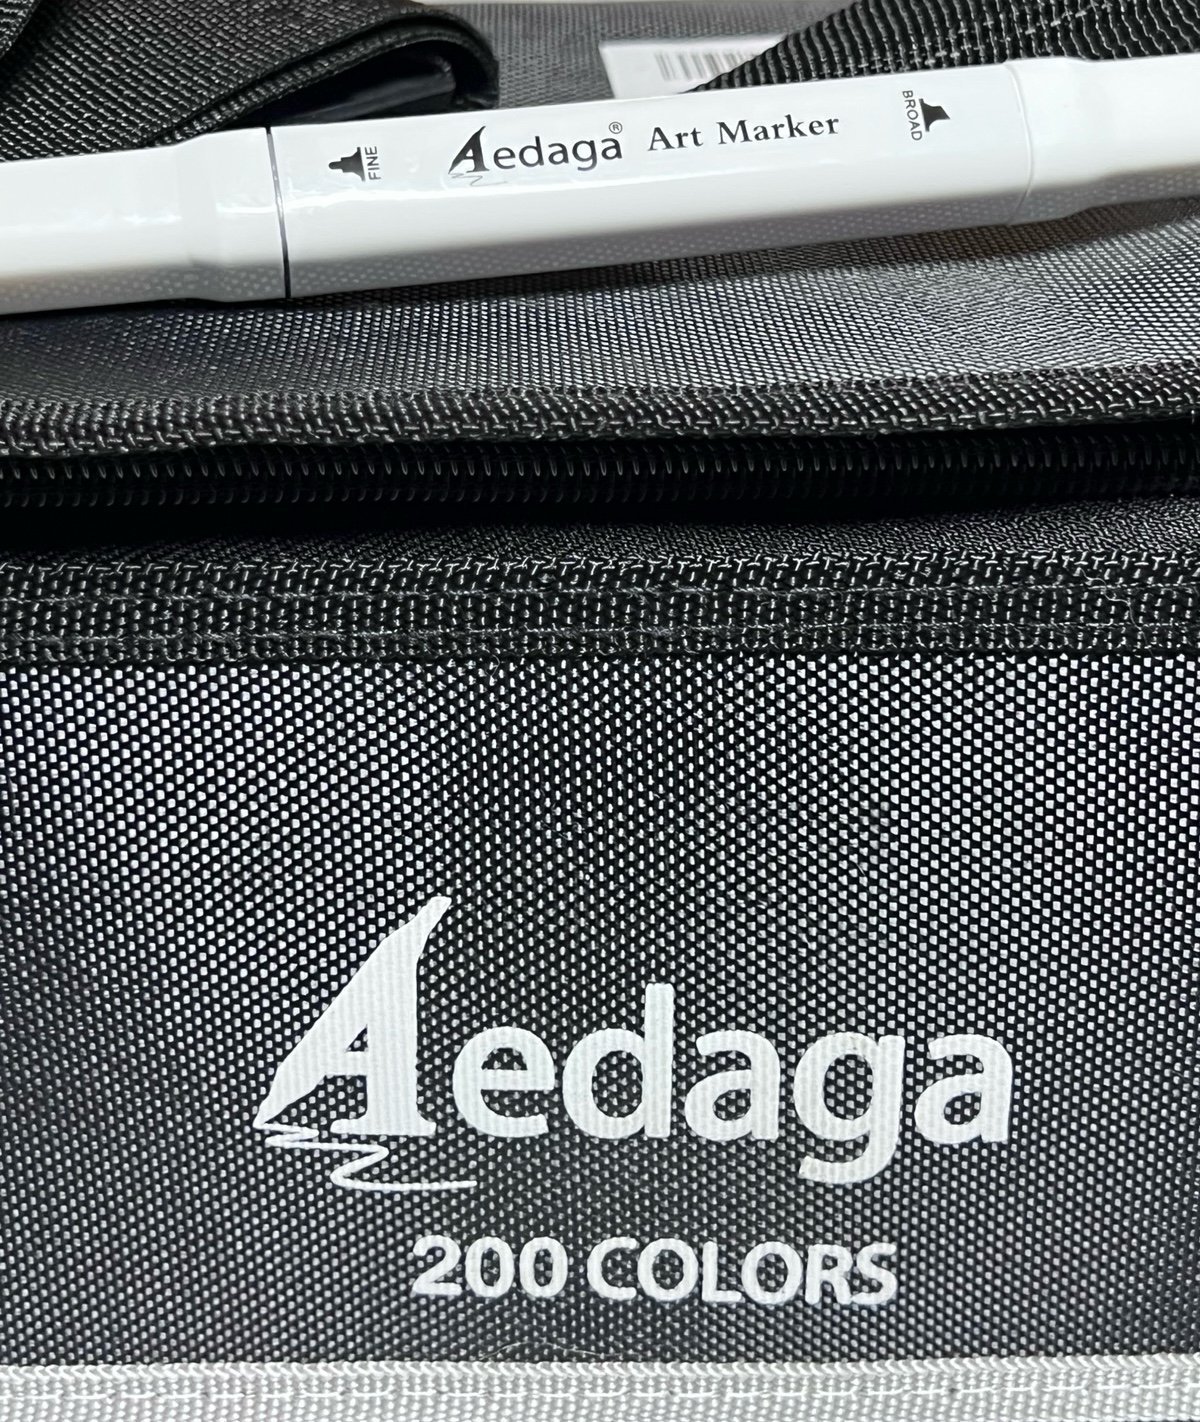 FINE
Aedaga® Art Marker
BROAD
Aedaga
200 COLORS